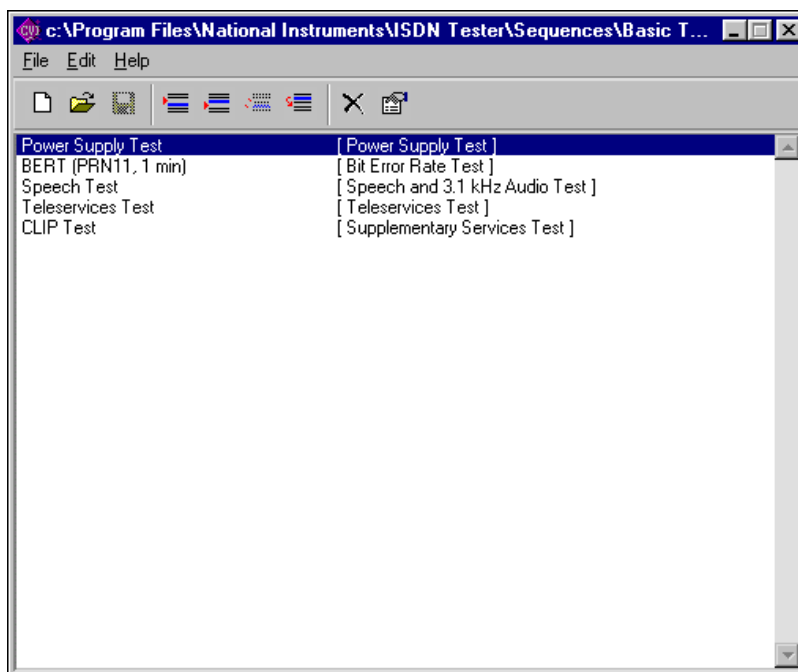 c:\Program Files\National Instruments\ISDN Tester\Sequences\Basic T...
File Edit Help
Power Supply Test [ Power Supply Test ]
BERT (PRN11, 1 min) [ Bit Error Rate Test ]
Speech Test [ Speech and 3.1 kHz Audio Test ]
Teleservices Test [ Teleservices Test ]
CLIP Test [ Supplementary Services Test ]